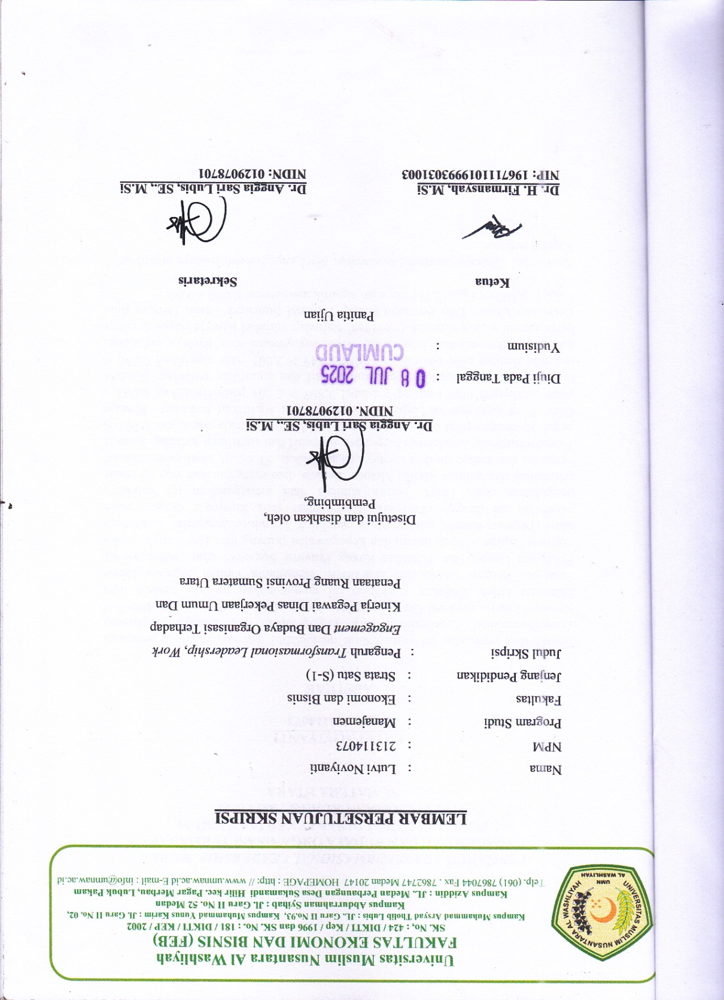 Universitas Muslim Nusantara Al Washliyah
FAKULTAS EKONOMI DAN BISNIS (FEB)
SK. No, : 424 / DIKTI / Kep / 1996 dan SK. No. : 181 / DIKTI / KEP / 2002
Kampus Muhammad Arsyad Tholib Lubis : JL. Garu II No.93, Kampus Muhammad Yunus Karim : Jl. Garu II No. 02,
Kampus Abdurrahman Syihab : Jl. Garu II No. 52 Medan
Kampus Aziddin : JL. Medan Perbaungan Desa Sukamandi Hilir kec. Pagar Merbau, Lubuk Pakam
Telp. (061) 7867044 Fax . 7862747 Medan 20147 HOMEPAGE : http: // www.umnaw.ac.id E-mail : info@umnaw.ac.id
UNIVERSITAS MUSLIM NUSANTARA AL WASHLIYAH
UMN
AL WASHLIYAH
LEMBAR PERSETUJUAN SKRIPSI
Nama : Lutvi Noviyanti
NPM : 213114073
Program Studi : Manajemen
Fakultas : Ekonomi dan Bisnis
Jenjang Pendidikan : Strata Satu (S-1)
Judul Skripsi : Pengaruh Transformasional Leadership, Work
Engagement Dan Budaya Organisasi Terhadap
Kinerja Pegawai Dinas Pekerjaan Umum Dan
Penataan Ruang Provinsi Sumatera Utara
Disetujui dan disahkan oleh,
Pembimbing,
Dr. Anggia Sari Lubis, SE., M.Si
NIDN. 0129078701
Diuji Pada Tanggal : 08 JUL 2025
Yudisium : CUMLAUD
Panitia Ujian
Ketua Sekretaris
Dr. H. Firmansyah, M.Si Dr. Anggia Sari Lubis, SE., M.Si
NIP: 196711101999303 1003 NIDN: 0129078701